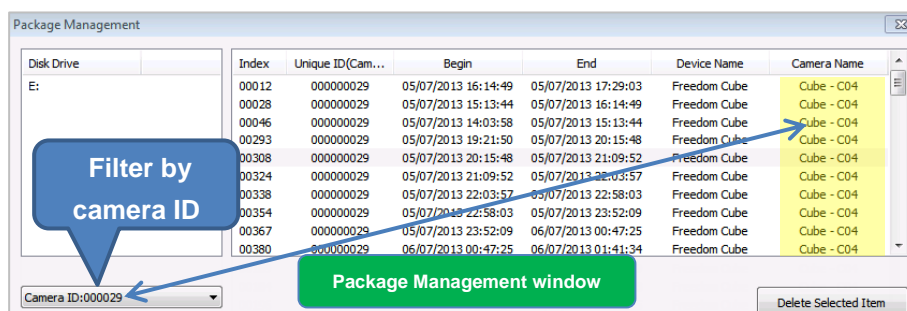 Package Management
Disk Drive
E:
Index Unique ID(Cam... Begin End Device Name Camera Name
00012 000000029 05/07/2013 16:14:49 05/07/2013 17:29:03 Freedom Cube Cube - C04
00028 000000029 05/07/2013 15:13:44 05/07/2013 16:14:49 Freedom Cube Cube - C04
00046 000000029 05/07/2013 14:03:58 05/07/2013 15:13:44 Freedom Cube Cube - C04
00293 000000029 05/07/2013 19:21:50 05/07/2013 20:15:48 Freedom Cube Cube - C04
00308 000000029 05/07/2013 20:15:48 05/07/2013 21:09:52 Freedom Cube Cube - C04
00324 000000029 05/07/2013 21:09:52 05/07/2013 22:03:57 Freedom Cube Cube - C04
00338 000000029 05/07/2013 22:03:57 05/07/2013 22:58:03 Freedom Cube Cube - C04
00354 000000029 05/07/2013 22:58:03 05/07/2013 23:52:09 Freedom Cube Cube - C04
00367 000000029 05/07/2013 23:52:09 06/07/2013 00:47:25 Freedom Cube Cube - C04
00380 000000029 06/07/2013 00:47:25 06/07/2013 01:41:34 Freedom Cube Cube - C04
Filter by
camera ID
Package Management window
Camera ID:000029
Delete Selected Item